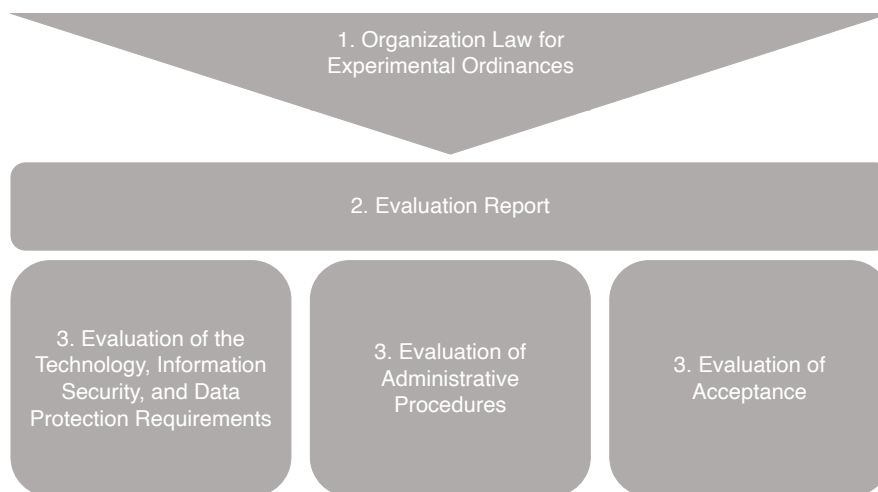 1. Organization Law for
Experimental Ordinances
2. Evaluation Report
3. Evaluation of the
Technology, Information
Security, and Data
Protection Requirements
3. Evaluation of
Administrative
Procedures
3. Evaluation of
Acceptance